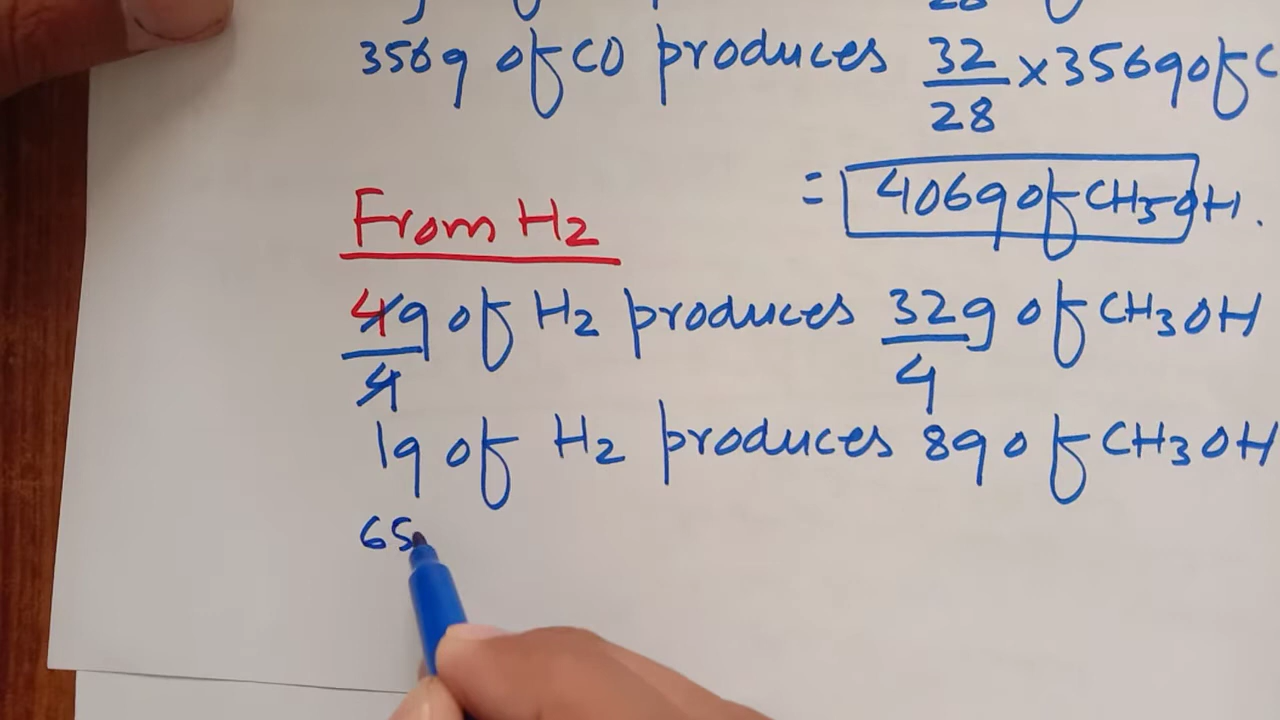 356g of CO produces 32/28 x 356g of C
= 406g of CH3OH.
From H2
4g/4 of H2 produces 32g/4 of CH3OH
1g of H2 produces 8g of CH3OH
65